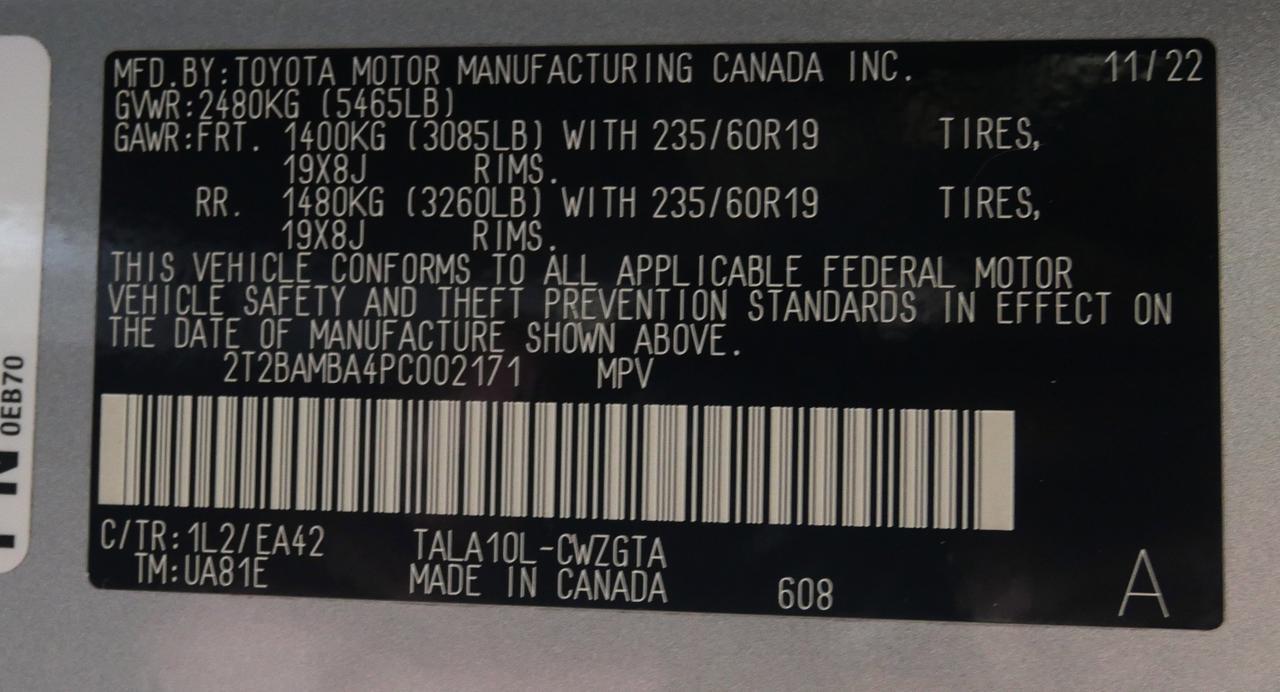 MFD.BY:TOYOTA MOTOR MANUFACTURING CANADA INC. 11/22
GVWR:2480KG (5465LB)
GAWR:FRT. 1400KG (3085LB) WITH 235/60R19 TIRES,
19X8J RIMS.
RR. 1480KG (3260LB) WITH 235/60R19 TIRES,
19X8J RIMS.
THIS VEHICLE CONFORMS TO ALL APPLICABLE FEDERAL MOTOR
VEHICLE SAFETY AND THEFT PREVENTION STANDARDS IN EFFECT ON
THE DATE OF MANUFACTURE SHOWN ABOVE.
2T2BAMBA4PC002171 MPV
C/TR:1L2/EA42 TALA10L-CWZGTA
TM:UA81E MADE IN CANADA 608 A
0EB70